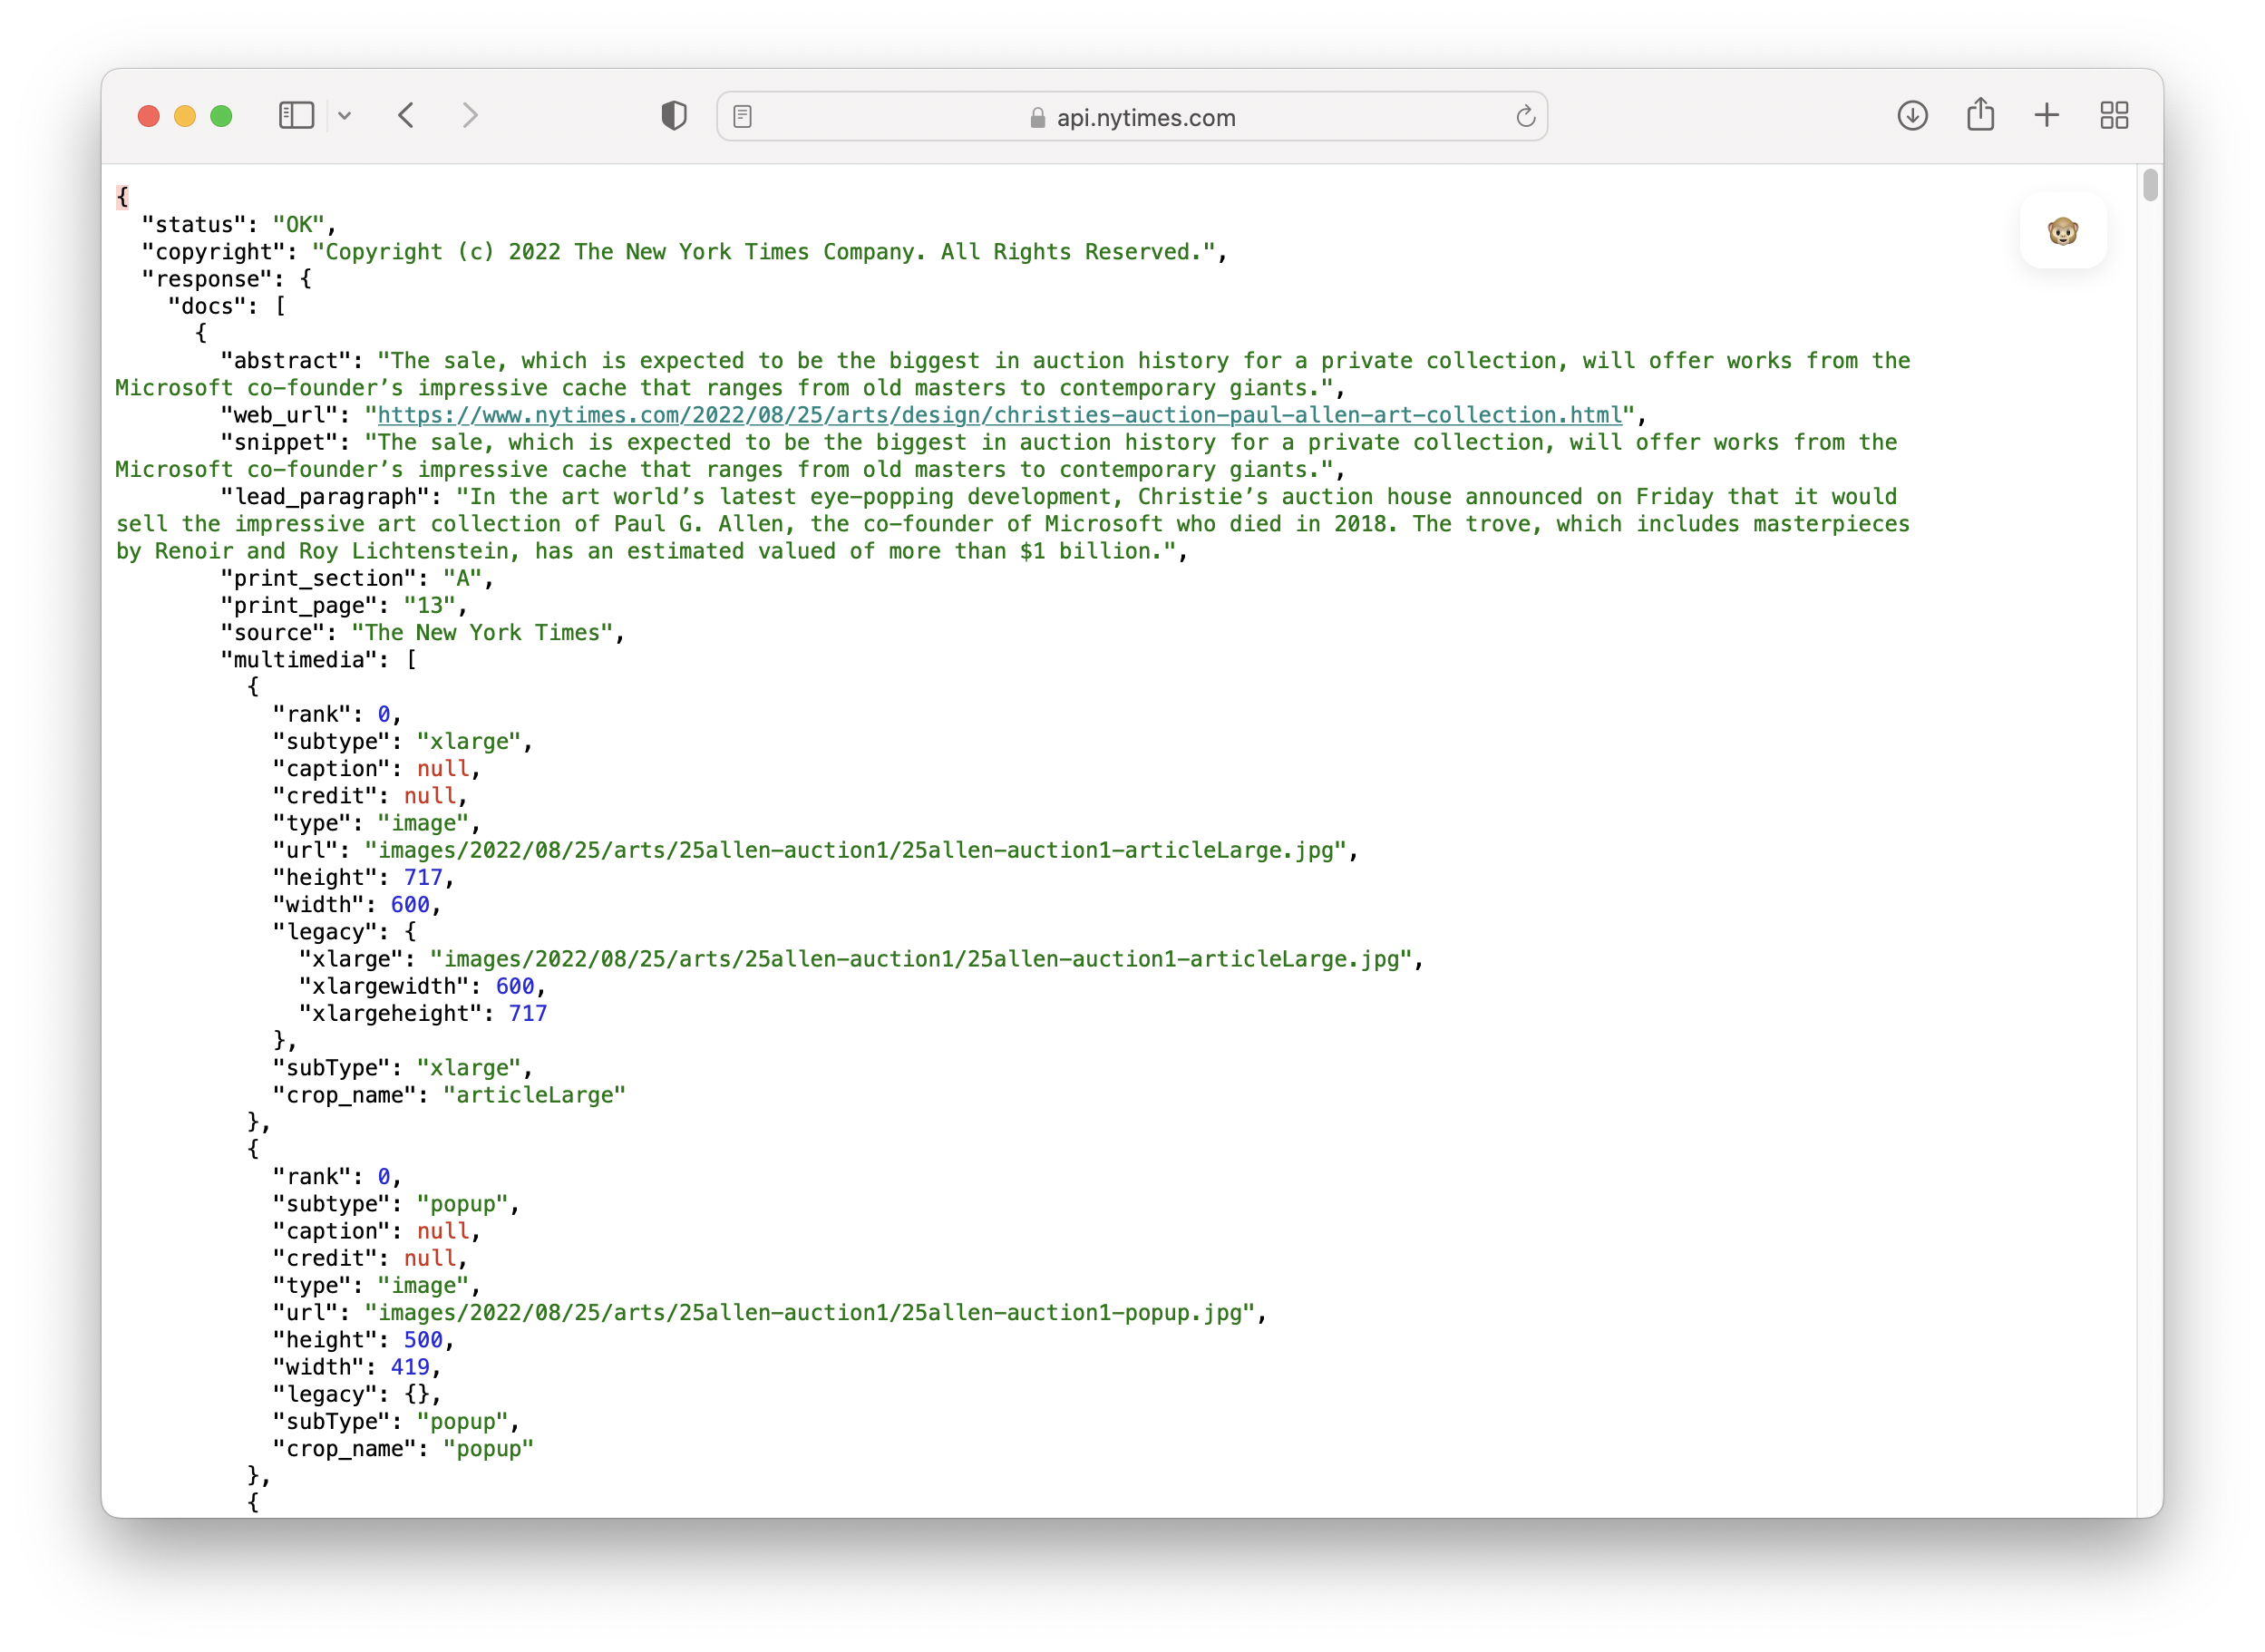 api.nytimes.com
{
"status": "OK",
"copyright": "Copyright (c) 2022 The New York Times Company. All Rights Reserved.",
"response": {
"docs": [
{
"abstract": "The sale, which is expected to be the biggest in auction history for a private collection, will offer works from the
Microsoft co-founder’s impressive cache that ranges from old masters to contemporary giants.",
"web_url": "https://www.nytimes.com/2022/08/25/arts/design/christies-auction-paul-allen-art-collection.html",
"snippet": "The sale, which is expected to be the biggest in auction history for a private collection, will offer works from the
Microsoft co-founder’s impressive cache that ranges from old masters to contemporary giants.",
"lead_paragraph": "In the art world’s latest eye-popping development, Christie’s auction house announced on Friday that it would
sell the impressive art collection of Paul G. Allen, the co-founder of Microsoft who died in 2018. The trove, which includes masterpieces
by Renoir and Roy Lichtenstein, has an estimated valued of more than $1 billion.",
"print_section": "A",
"print_page": "13",
"source": "The New York Times",
"multimedia": [
{
"rank": 0,
"subtype": "xlarge",
"caption": null,
"credit": null,
"type": "image",
"url": "images/2022/08/25/arts/25allen-auction1/25allen-auction1-articleLarge.jpg",
"height": 717,
"width": 600,
"legacy": {
"xlarge": "images/2022/08/25/arts/25allen-auction1/25allen-auction1-articleLarge.jpg",
"xlargewidth": 600,
"xlargeheight": 717
},
"subType": "xlarge",
"crop_name": "articleLarge"
},
{
"rank": 0,
"subtype": "popup",
"caption": null,
"credit": null,
"type": "image",
"url": "images/2022/08/25/arts/25allen-auction1/25allen-auction1-popup.jpg",
"height": 500,
"width": 419,
"legacy": {},
"subType": "popup",
"crop_name": "popup"
},
{